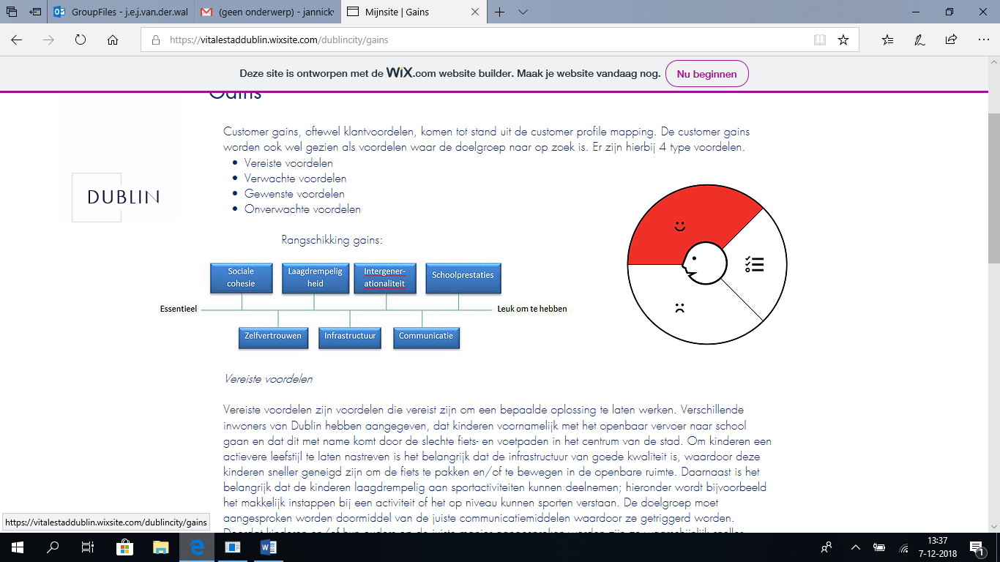 GroupFiles - j.e.j.van.der.wal
(geen onderwerp) - jannick
Mijnsite | Gains
https://vitalestaddublin.wixsite.com/dublincity/gains
Deze site is ontworpen met de WiX.com website builder. Maak je website vandaag nog. Nu beginnen
Gains
DUBLIN
Customer gains, oftewel klantvoordelen, komen tot stand uit de customer profile mapping. De customer gains
worden ook wel gezien als voordelen waar de doelgroep naar op zoek is. Er zijn hierbij 4 type voordelen.
• Vereiste voordelen
• Verwachte voordelen
• Gewenste voordelen
• Onverwachte voordelen
Rangschikking gains:
Sociale
cohesie
Laagdrempelig
heid
Intergener-
ationaliteit
Schoolprestaties
Essentieel
Leuk om te hebben
Zelfvertrouwen
Infrastructuur
Communicatie
Vereiste voordelen
Vereiste voordelen zijn voordelen die vereist zijn om een bepaalde oplossing te laten werken. Verschillende
inwoners van Dublin hebben aangegeven, dat kinderen voornamelijk met het openbaar vervoer naar school
gaan en dat dit met name komt door de slechte fiets- en voetpaden in het centrum van de stad. Om kinderen een
actievere leefstijl te laten nastreven is het belangrijk dat de infrastructuur van goede kwaliteit is, waardoor deze
kinderen sneller geneigd zijn om de fiets te pakken en/of te bewegen in de openbare ruimte. Daarnaast is het
belangrijk dat de kinderen laagdrempelig aan sportactiviteiten kunnen deelnemen; hieronder wordt bijvoorbeeld
het makkelijk instappen bij een activiteit of het op niveau kunnen sporten verstaan. De doelgroep moet
aangesproken worden doormiddel van de juiste communicatiemiddelen waardoor ze getriggerd worden.
https://vitalestaddublin.wixsite.com/dublincity/gains
13:37
7-12-2018
1